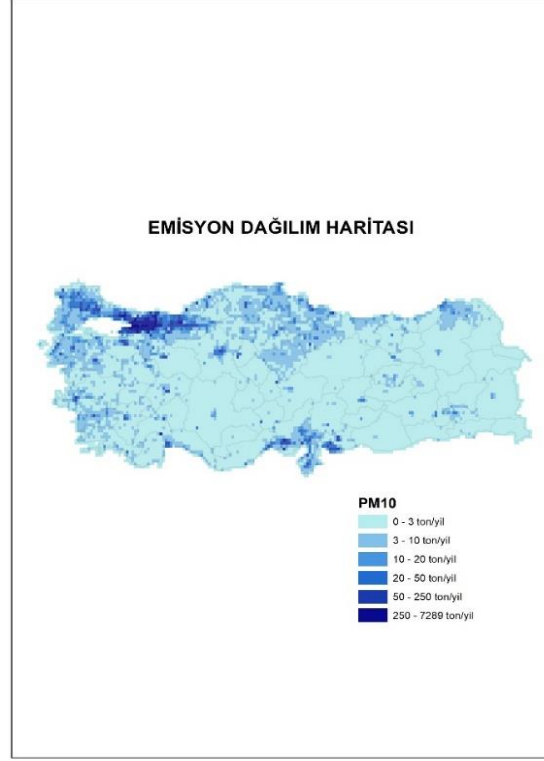 EMİSYON DAĞILIM HARİTASI
PM10
0 - 3 ton/yil
3 - 10 ton/yil
10 - 20 ton/yil
20 - 50 ton/yil
50 - 250 ton/yil
250 - 7289 ton/yil